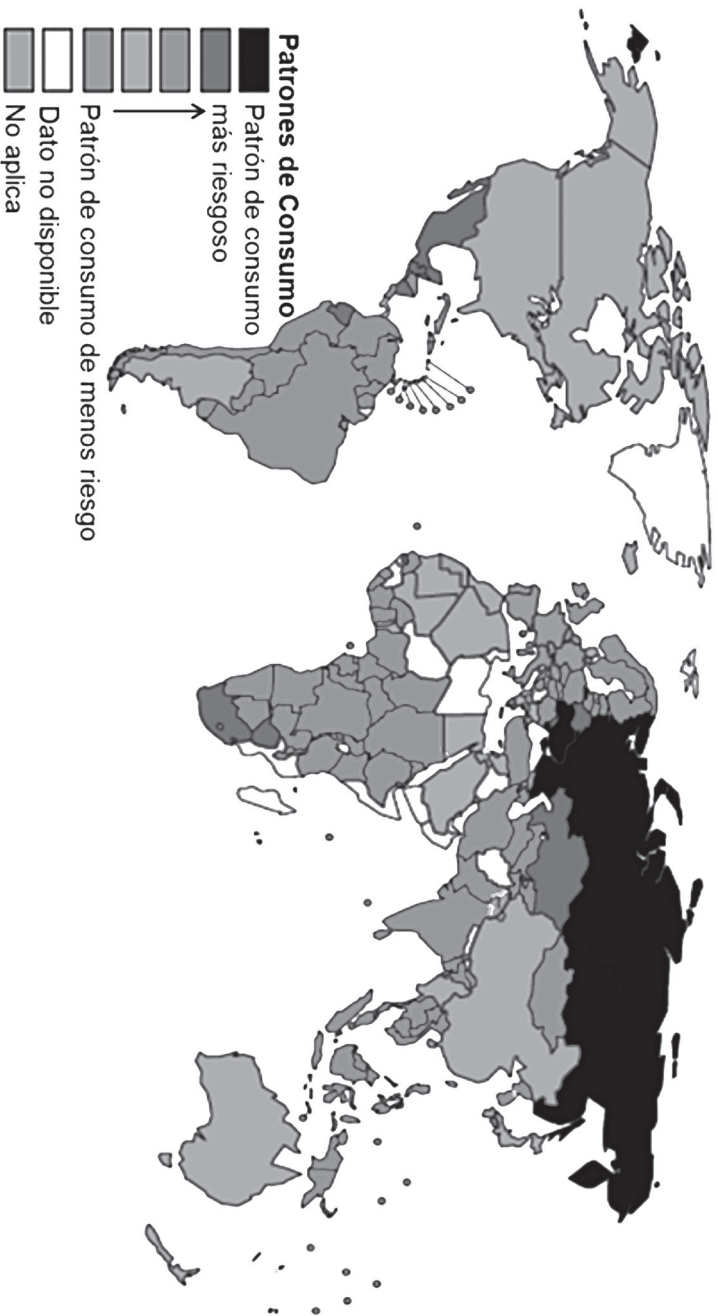 Patrones de Consumo
Patrón de consumo
más riesgoso
Patrón de consumo de menos riesgo
Dato no disponible
No aplica